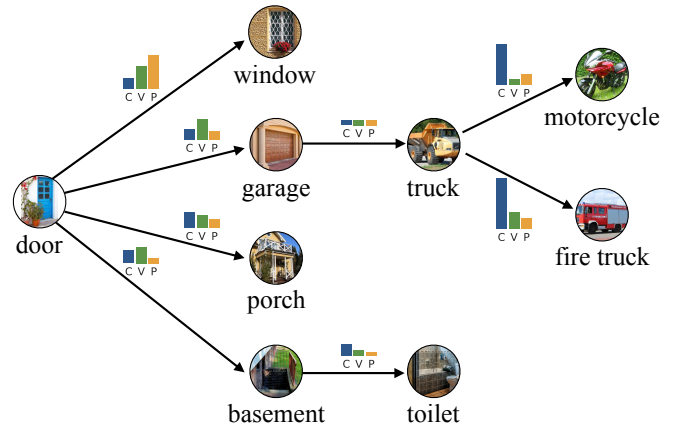 window
C V P
C V P
motorcycle
C V P
C V P
garage
truck
door
C V P
C V P
fire truck
C V P
porch
C V P
basement
toilet